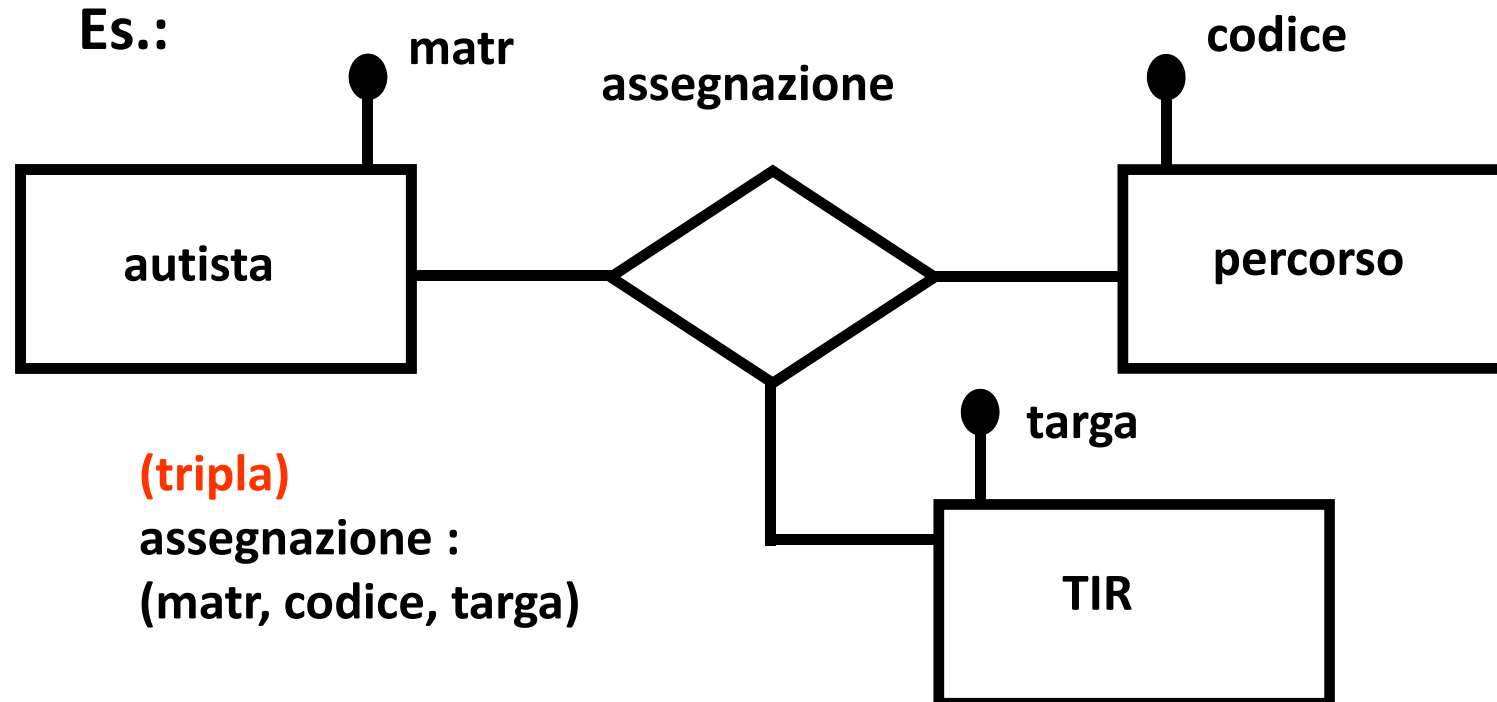 Es.:
matr
assegnazione
codice
autista
percorso
targa
(tripla)
assegnazione :
(matr, codice, targa)
TIR